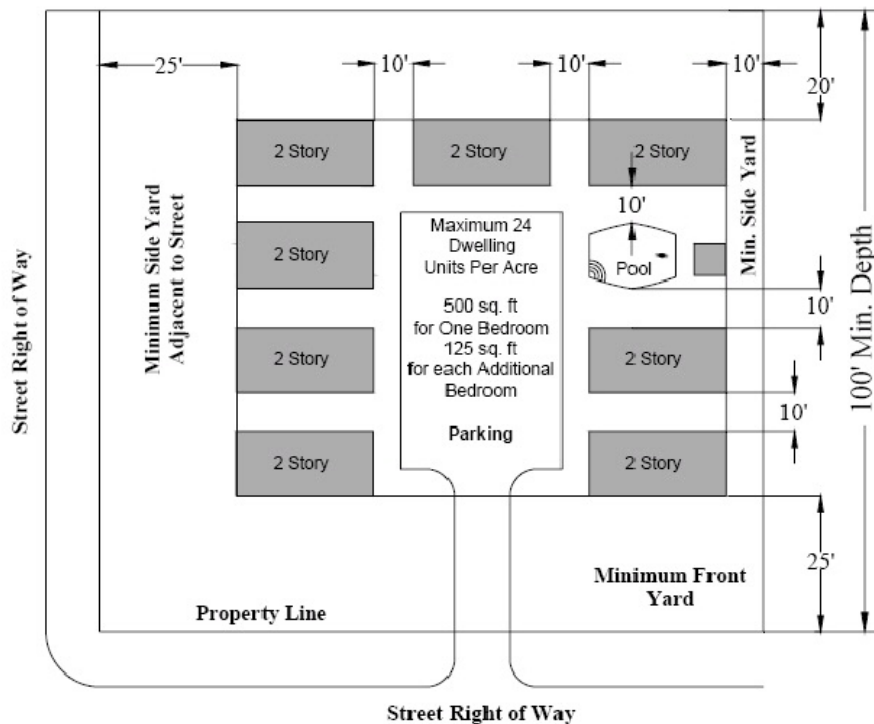 25'
10'
10'
10'
20'
2 Story
2 Story
2 Story
Street Right of Way
Minimum Side Yard
Adjacent to Street
2 Story
Maximum 24
Dwelling
Units Per Acre
500 sq. ft
for One Bedroom
125 sq. ft
for each Additional
Bedroom
Parking
10'
Pool
Min. Side Yard
10'
100' Min. Depth
2 Story
2 Story
10'
2 Story
2 Story
25'
Minimum Front
Yard
Property Line
Street Right of Way